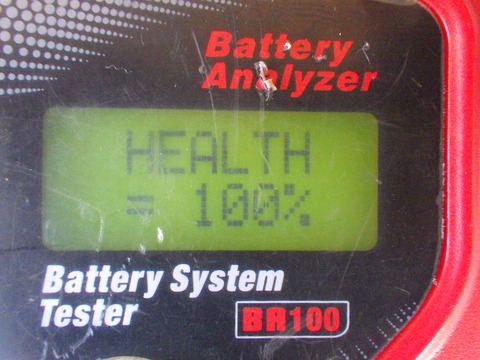 Battery
Analyzer
HEALTH
= 100%
Battery System
Tester
BR100